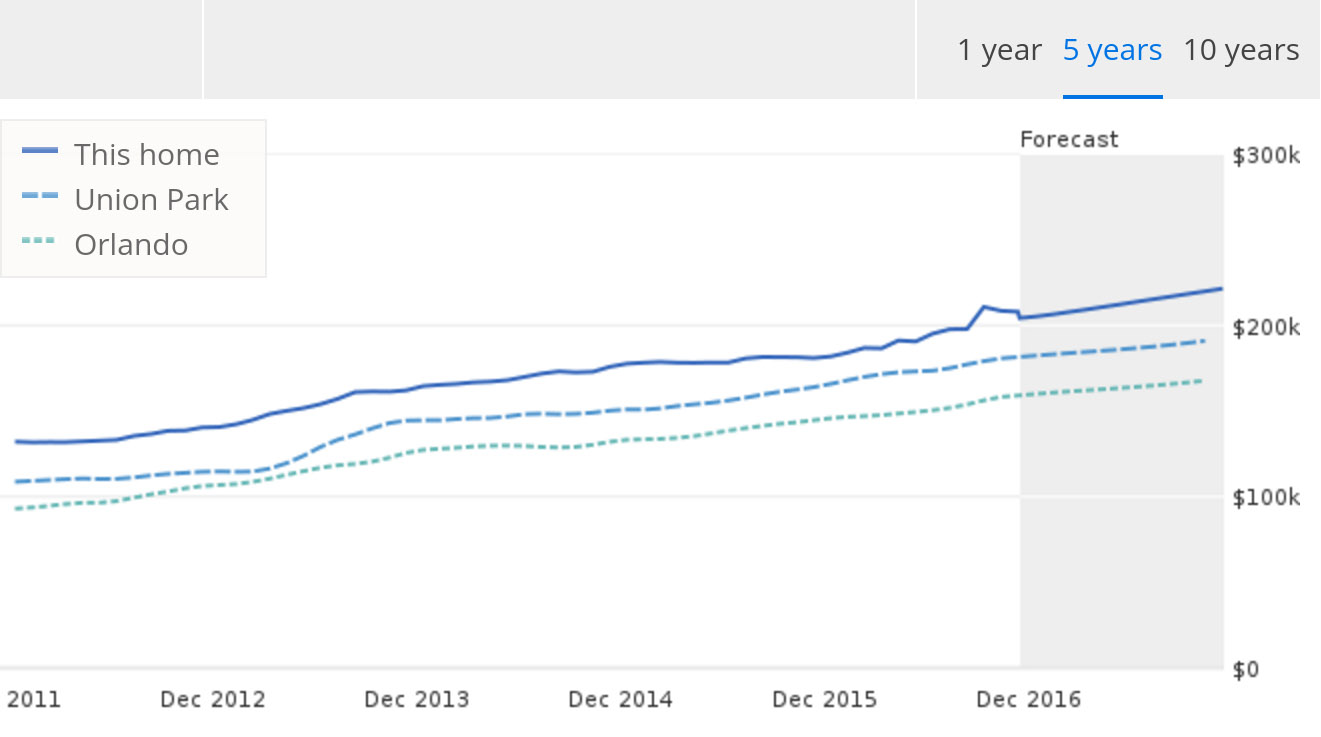 1 year 5 years 10 years
This home
Union Park
Orlando
Forecast
$300k
$200k
$100k
$0
2011 Dec 2012 Dec 2013 Dec 2014 Dec 2015 Dec 2016